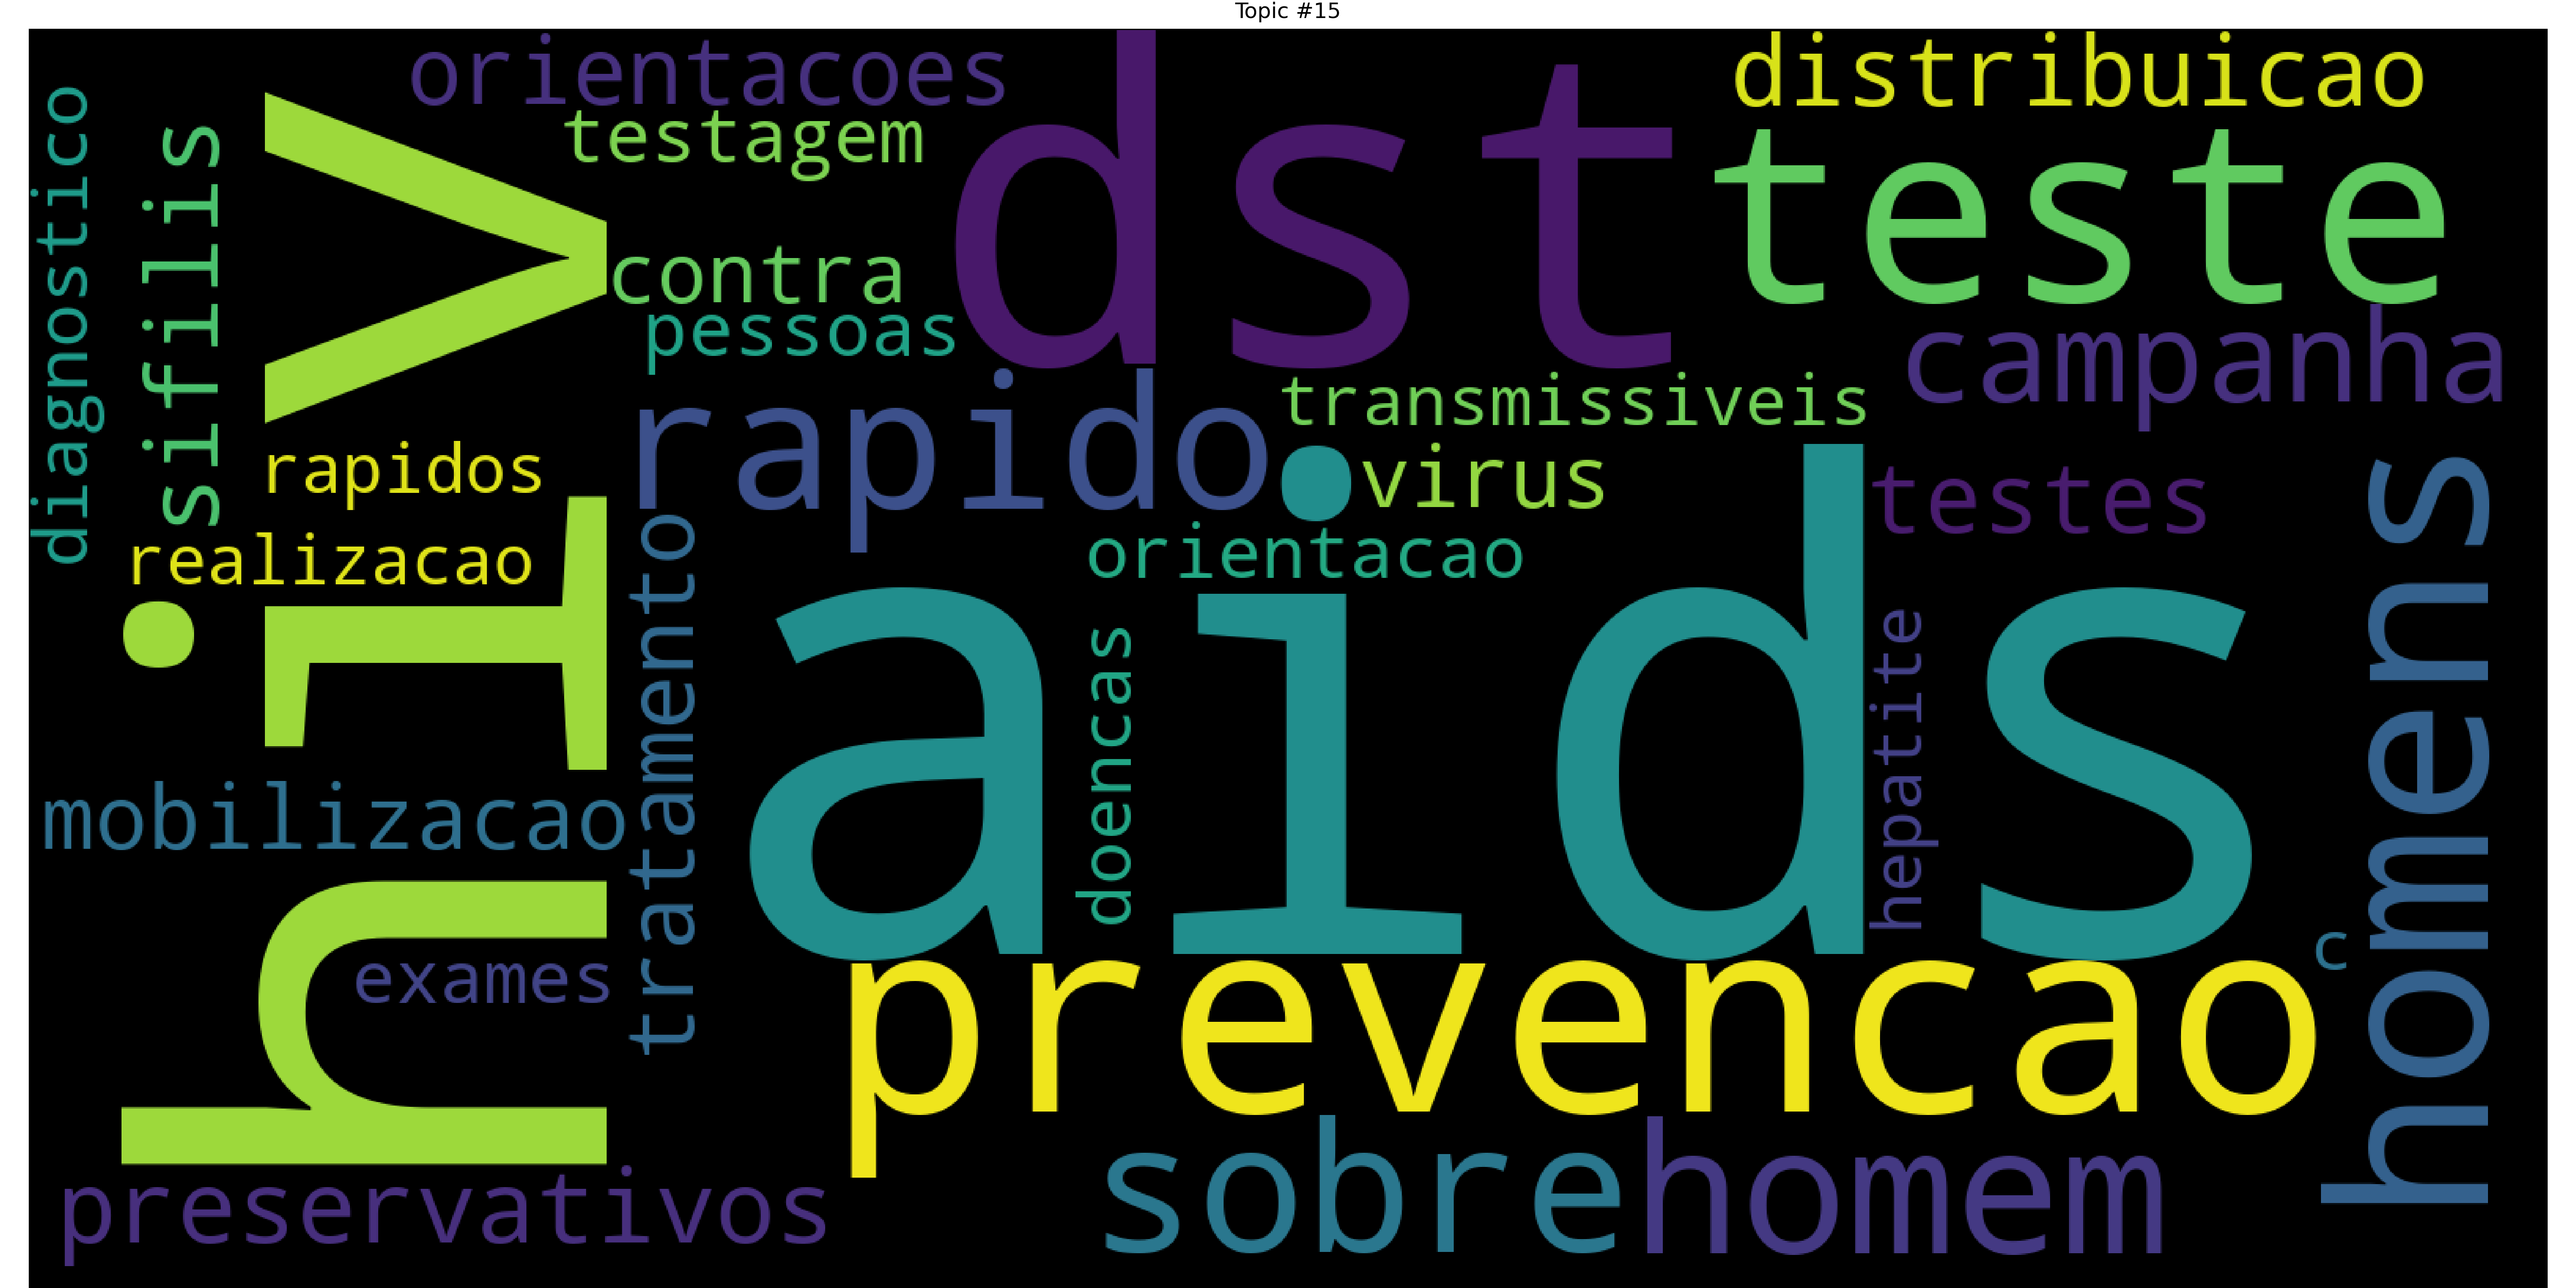 Topic #15
orientacoes
dst
distribuicao
testagem
teste
diagnostico
sifilis
hiv
contra
pessoas
campanha
rapido
transmissiveis
rapidos
virus
testes
homens
realizacao
orientacao
tratamento
aids
doencas
hepatite
mobilizacao
exames
c
prevencao
preservativos
sobre
homem